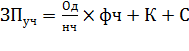 ЗПуч = Од/нч × фч + К + С